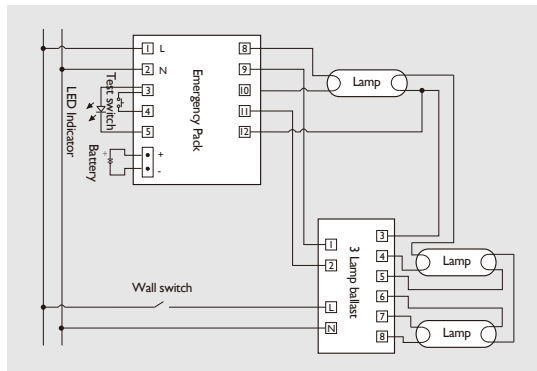 1 L
2 N
3
4
5
+
-
8
9
10
11
12
Emergency Pack
Test switch
LED Indicator
Battery
+
Lamp
3 Lamp ballast
1
2
L
N
3
4
5
6
7
8
Lamp
Lamp
Wall switch